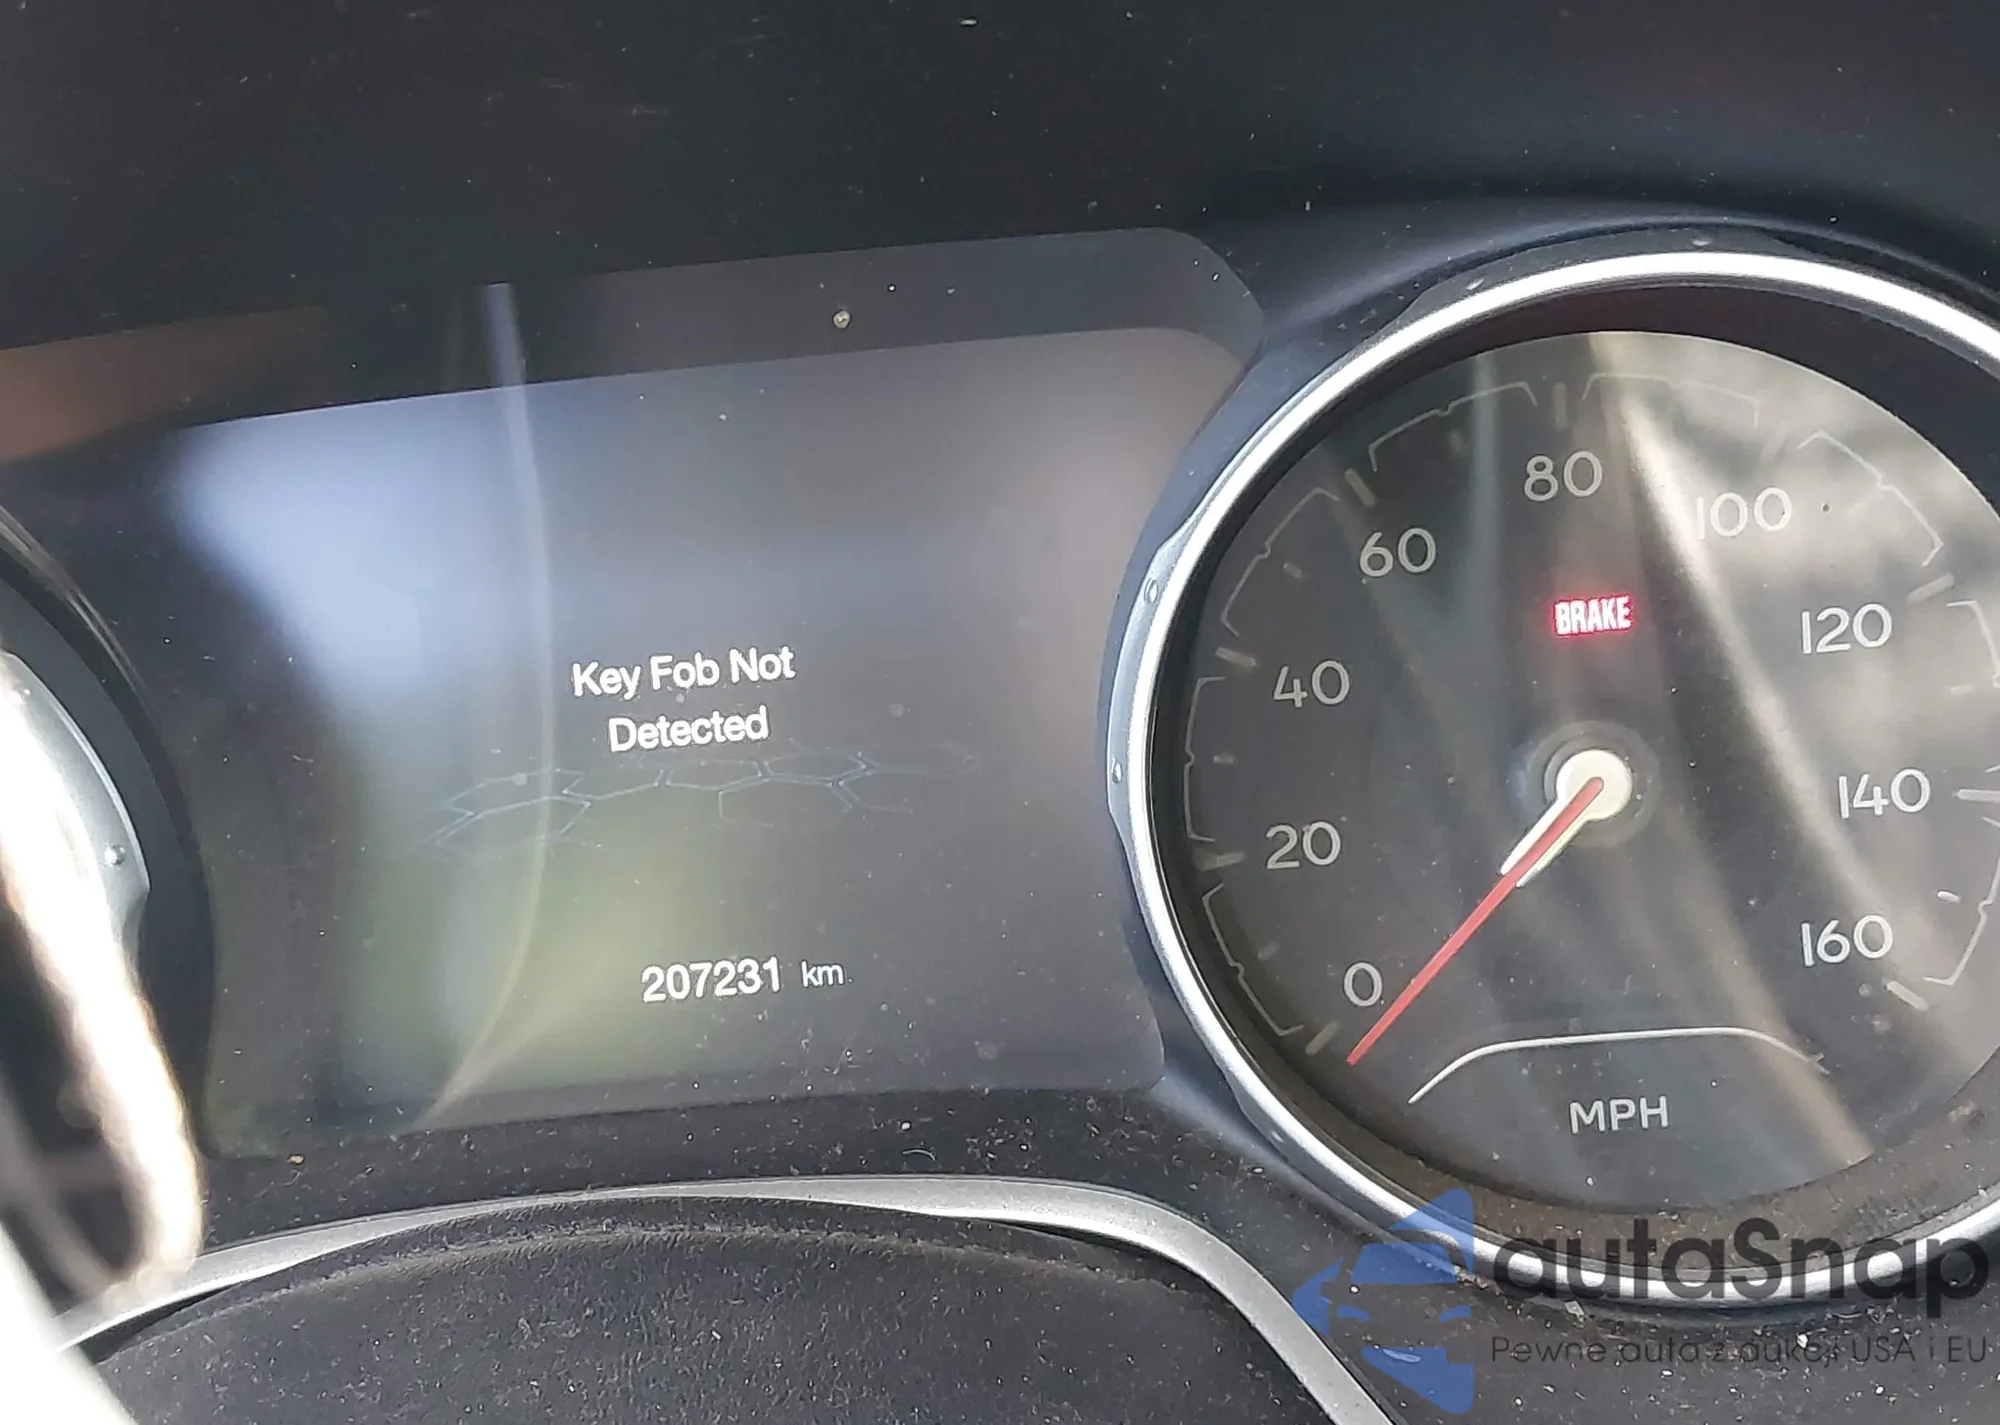 Key Fob Not
Detected
207231 km
80
100
60
BRAKE
120
40
140
20
160
0
MPH
autaSnap
Pewne auta z aukcji USA i EU